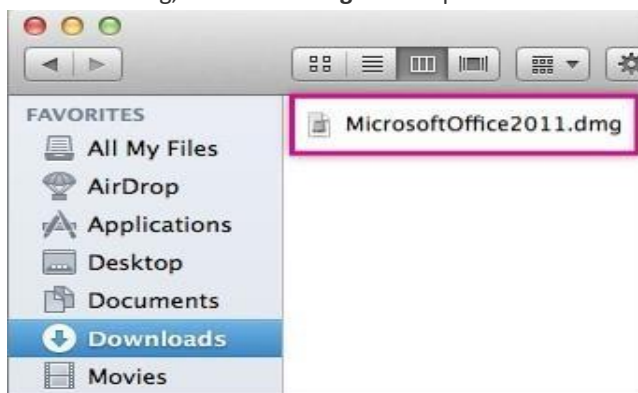 MicrosoftOffice2011.dmg
FAVORITES
All My Files
AirDrop
Applications
Desktop
Documents
Downloads
Movies